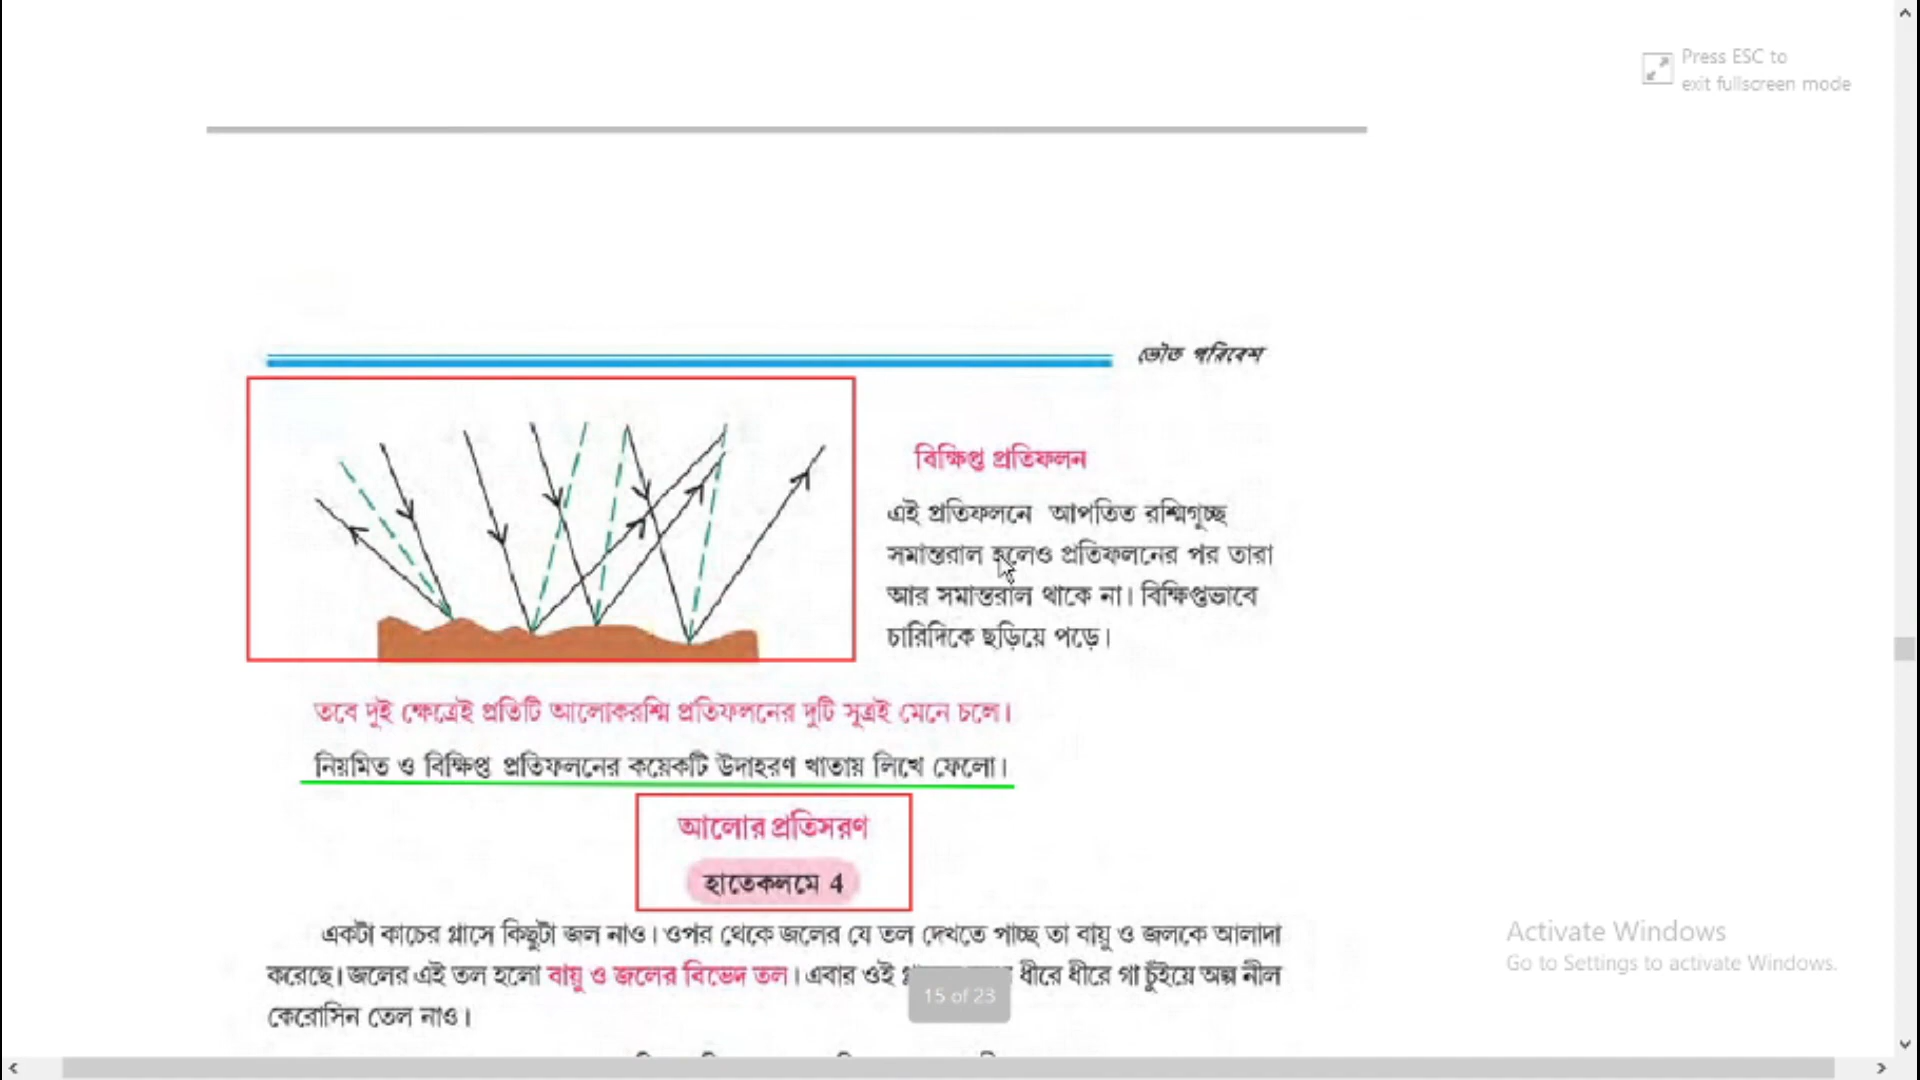 Press ESC to
exit fullscreen mode
ভৌত পরিবেশ
বিক্ষিপ্ত প্রতিফলন
এই প্রতিফলনে আপতিত রশ্মিগুচ্ছ
সমান্তরাল হলেও প্রতিফলনের পর তারা
আর সমান্তরাল থাকে না। বিক্ষিপ্তভাবে
চারিদিকে ছড়িয়ে পড়ে।
তবে দুই ক্ষেত্রেই প্রতিটি আলোকরশ্মি প্রতিফলনের দুটি সূত্রই মেনে চলে।
নিয়মিত ও বিক্ষিপ্ত প্রতিফলনের কয়েকটি উদাহরণ খাতায় লিখে ফেলো।
আলোর প্রতিসরণ
হাতেকলমে 4
একটা কাচের গ্লাসে কিছুটা জল নাও। ওপর থেকে জলের যে তল দেখতে পাচ্ছ তা বায়ু ও জলকে আলাদা
করেছে। জলের এই তল হলো বায়ু ও জলের বিভেদ তল। এবার ওই ধীরে ধীরে গা চুঁইয়ে অল্প নীল
কেরোসিন তেল নাও।
15 of 23
Activate Windows
Go to Settings to activate Windows.